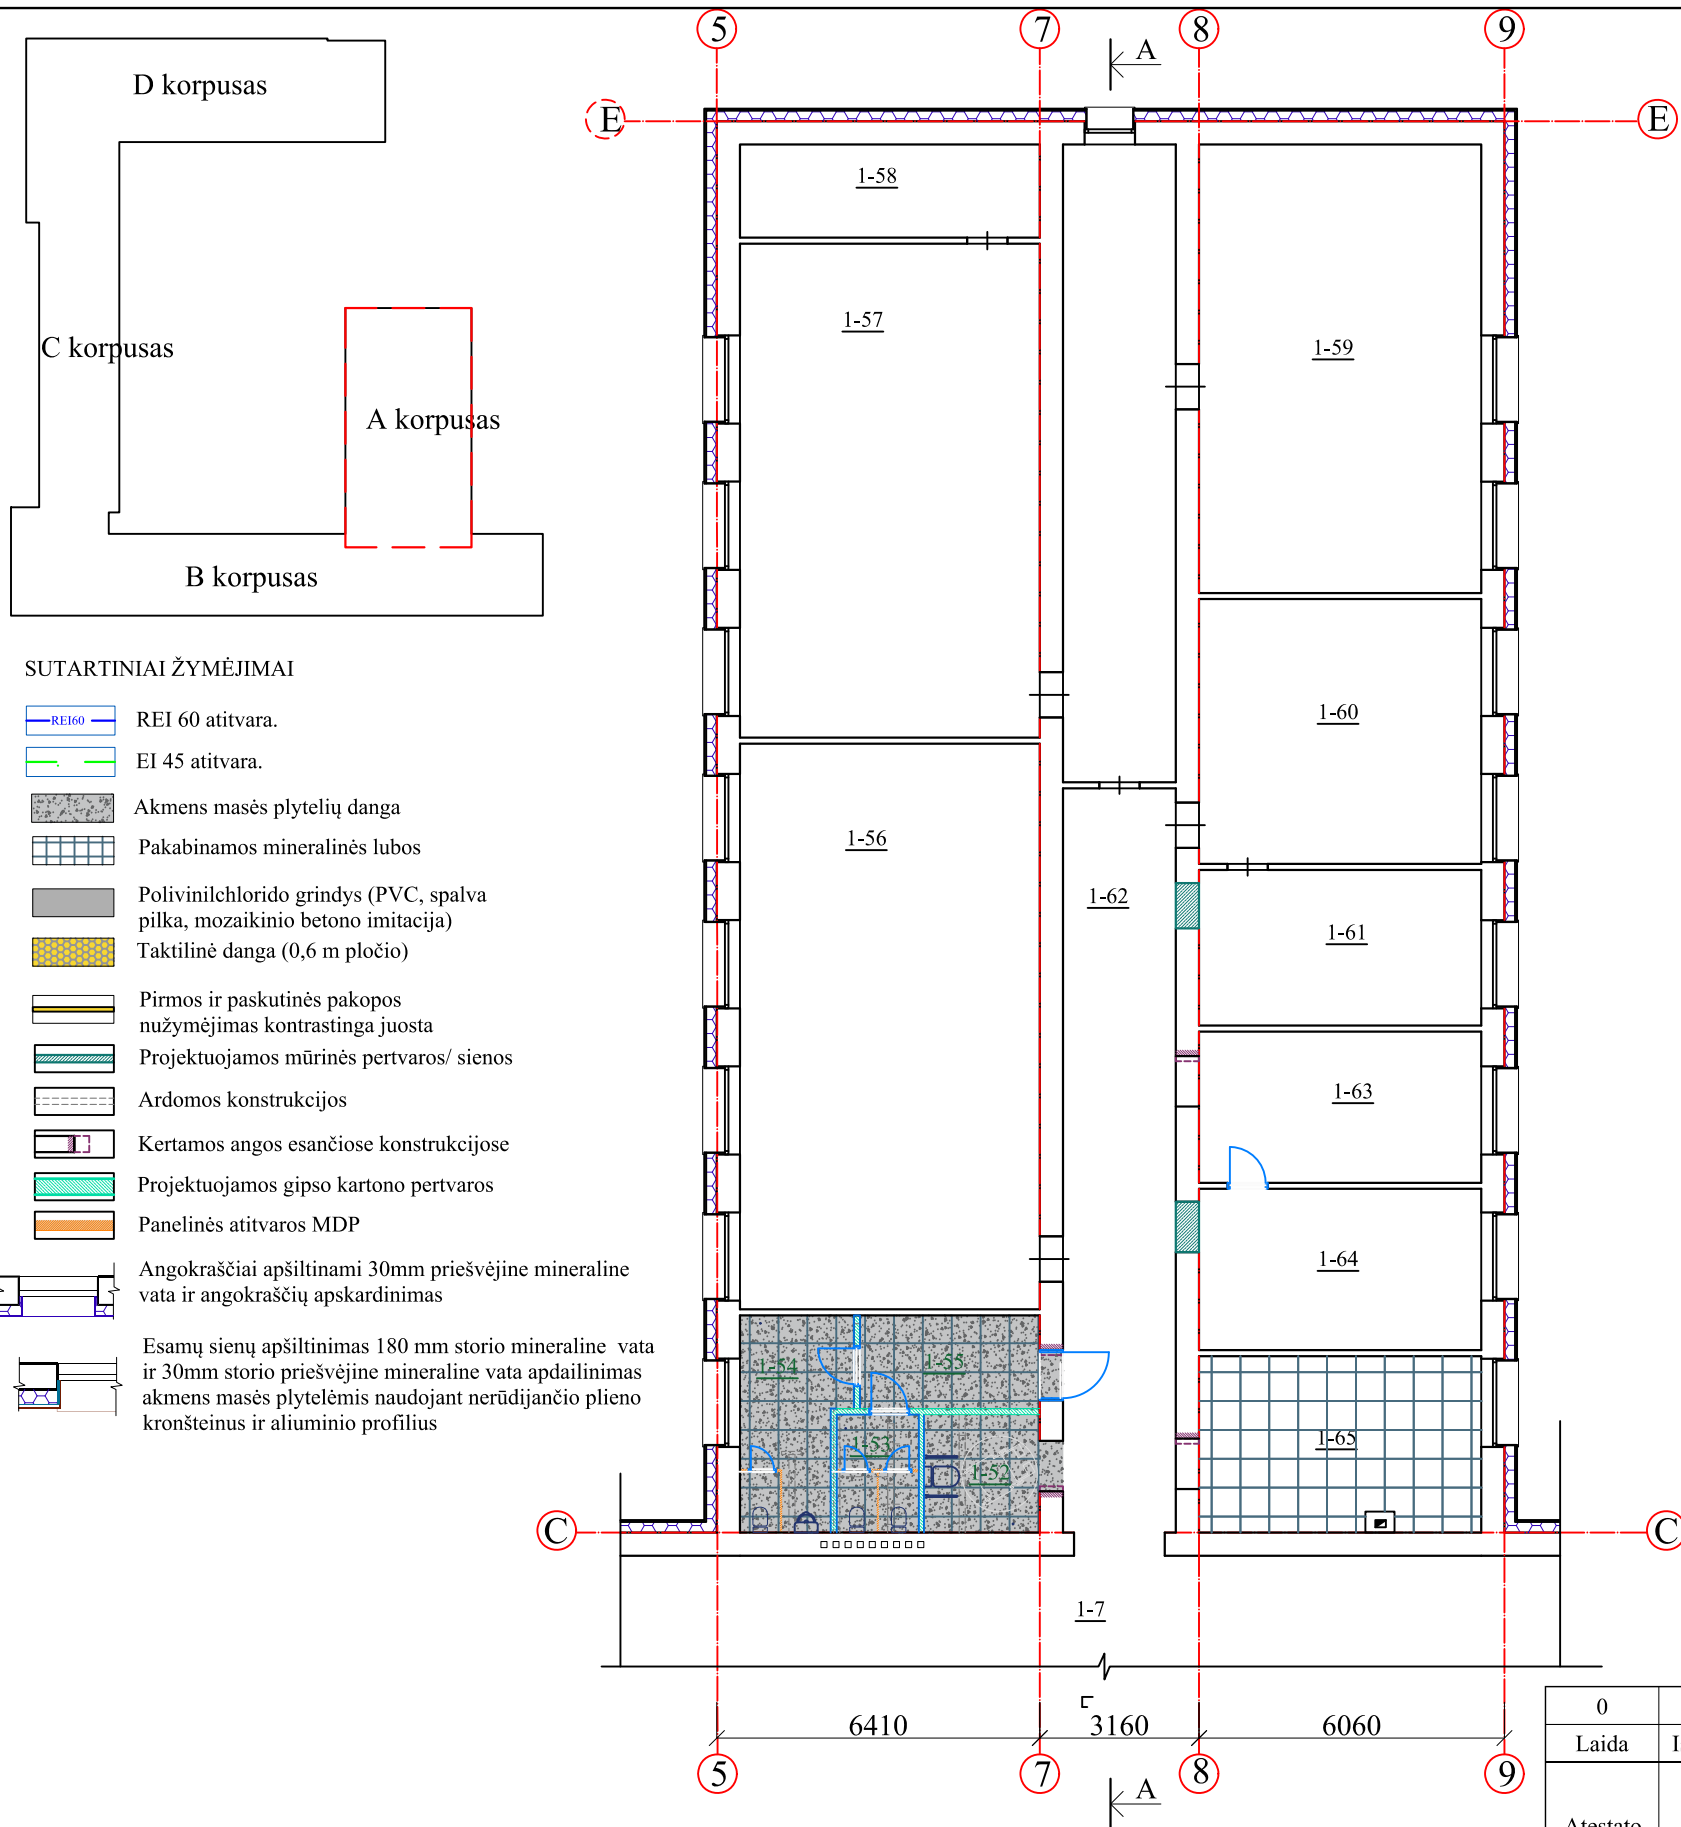 5
7
8
9
A
E
E
D korpusas
C korpusas
A korpusas
B korpusas
1-58
1-57
1-59
1-60
1-56
1-62
1-61
1-63
1-64
1-54
1-55
1-53
1-52
1-65
C
C
1-7
SUTARTINIAI ŽYMĖJIMAI
REI60
REI 60 atitvara.
EI 45 atitvara.
Akmens masės plytelių danga
Pakabinamos mineralinės lubos
Polivinilchlorido grindys (PVC, spalva
pilka, mozaikinio betono imitacija)
Taktilinė danga (0,6 m pločio)
Pirmos ir paskutinės pakopos
nužymėjimas kontrastinga juosta
Projektuojamos mūrinės pertvaros/ sienos
Ardomos konstrukcijos
Kertamos angos esančiose konstrukcijose
Projektuojamos gipso kartono pertvaros
Panelinės atitvaros MDP
Angokraščiai apšiltinami 30mm priešvėjine mineraline
vata ir angokraščių apskardinimas
Esamų sienų apšiltinimas 180 mm storio mineraline vata
ir 30mm storio priešvėjine mineraline vata apdailinimas
akmens masės plytelėmis naudojant nerūdijančio plieno
kronšteinus ir aliuminio profilius
6410
3160
6060
5
7
8
9
A
0
Laida
Atestato